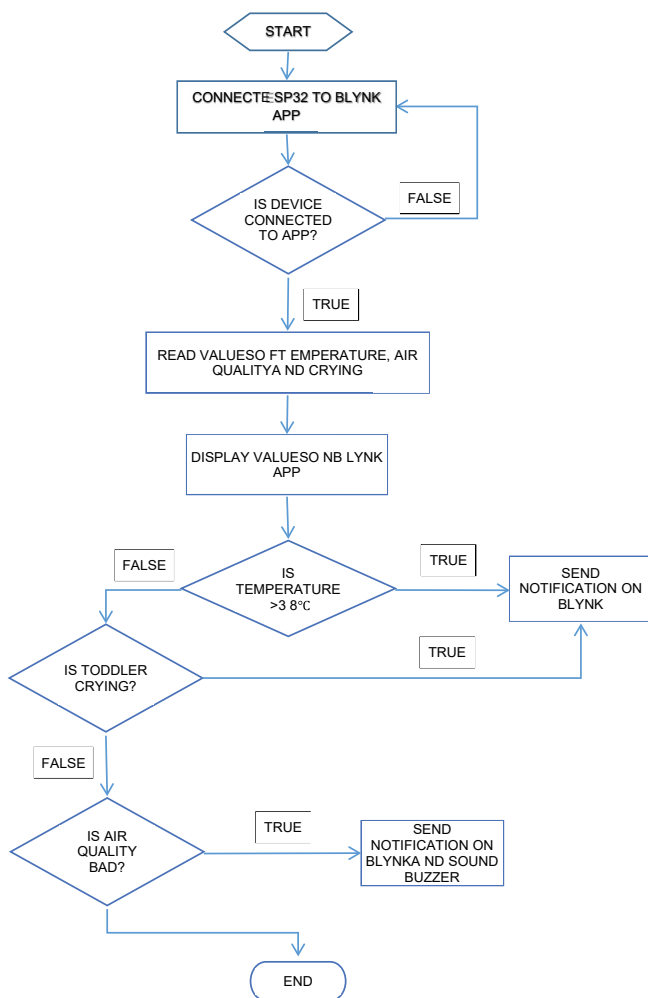 START
CONNECTE SP32 TO BLYNK
APP
IS DEVICE
CONNECTED
TO APP?
FALSE
TRUE
READ VALUESO FT EMPERATURE, AIR
QUALITYA ND CRYING
DISPLAY VALUESO NB LYNK
APP
IS
TEMPERATURE
>3 8℃
FALSE
TRUE
SEND
NOTIFICATION ON
BLYNK
IS TODDLER
CRYING?
TRUE
FALSE
IS AIR
QUALITY
BAD?
TRUE
SEND
NOTIFICATION ON
BLYNKA ND SOUND
BUZZER
END